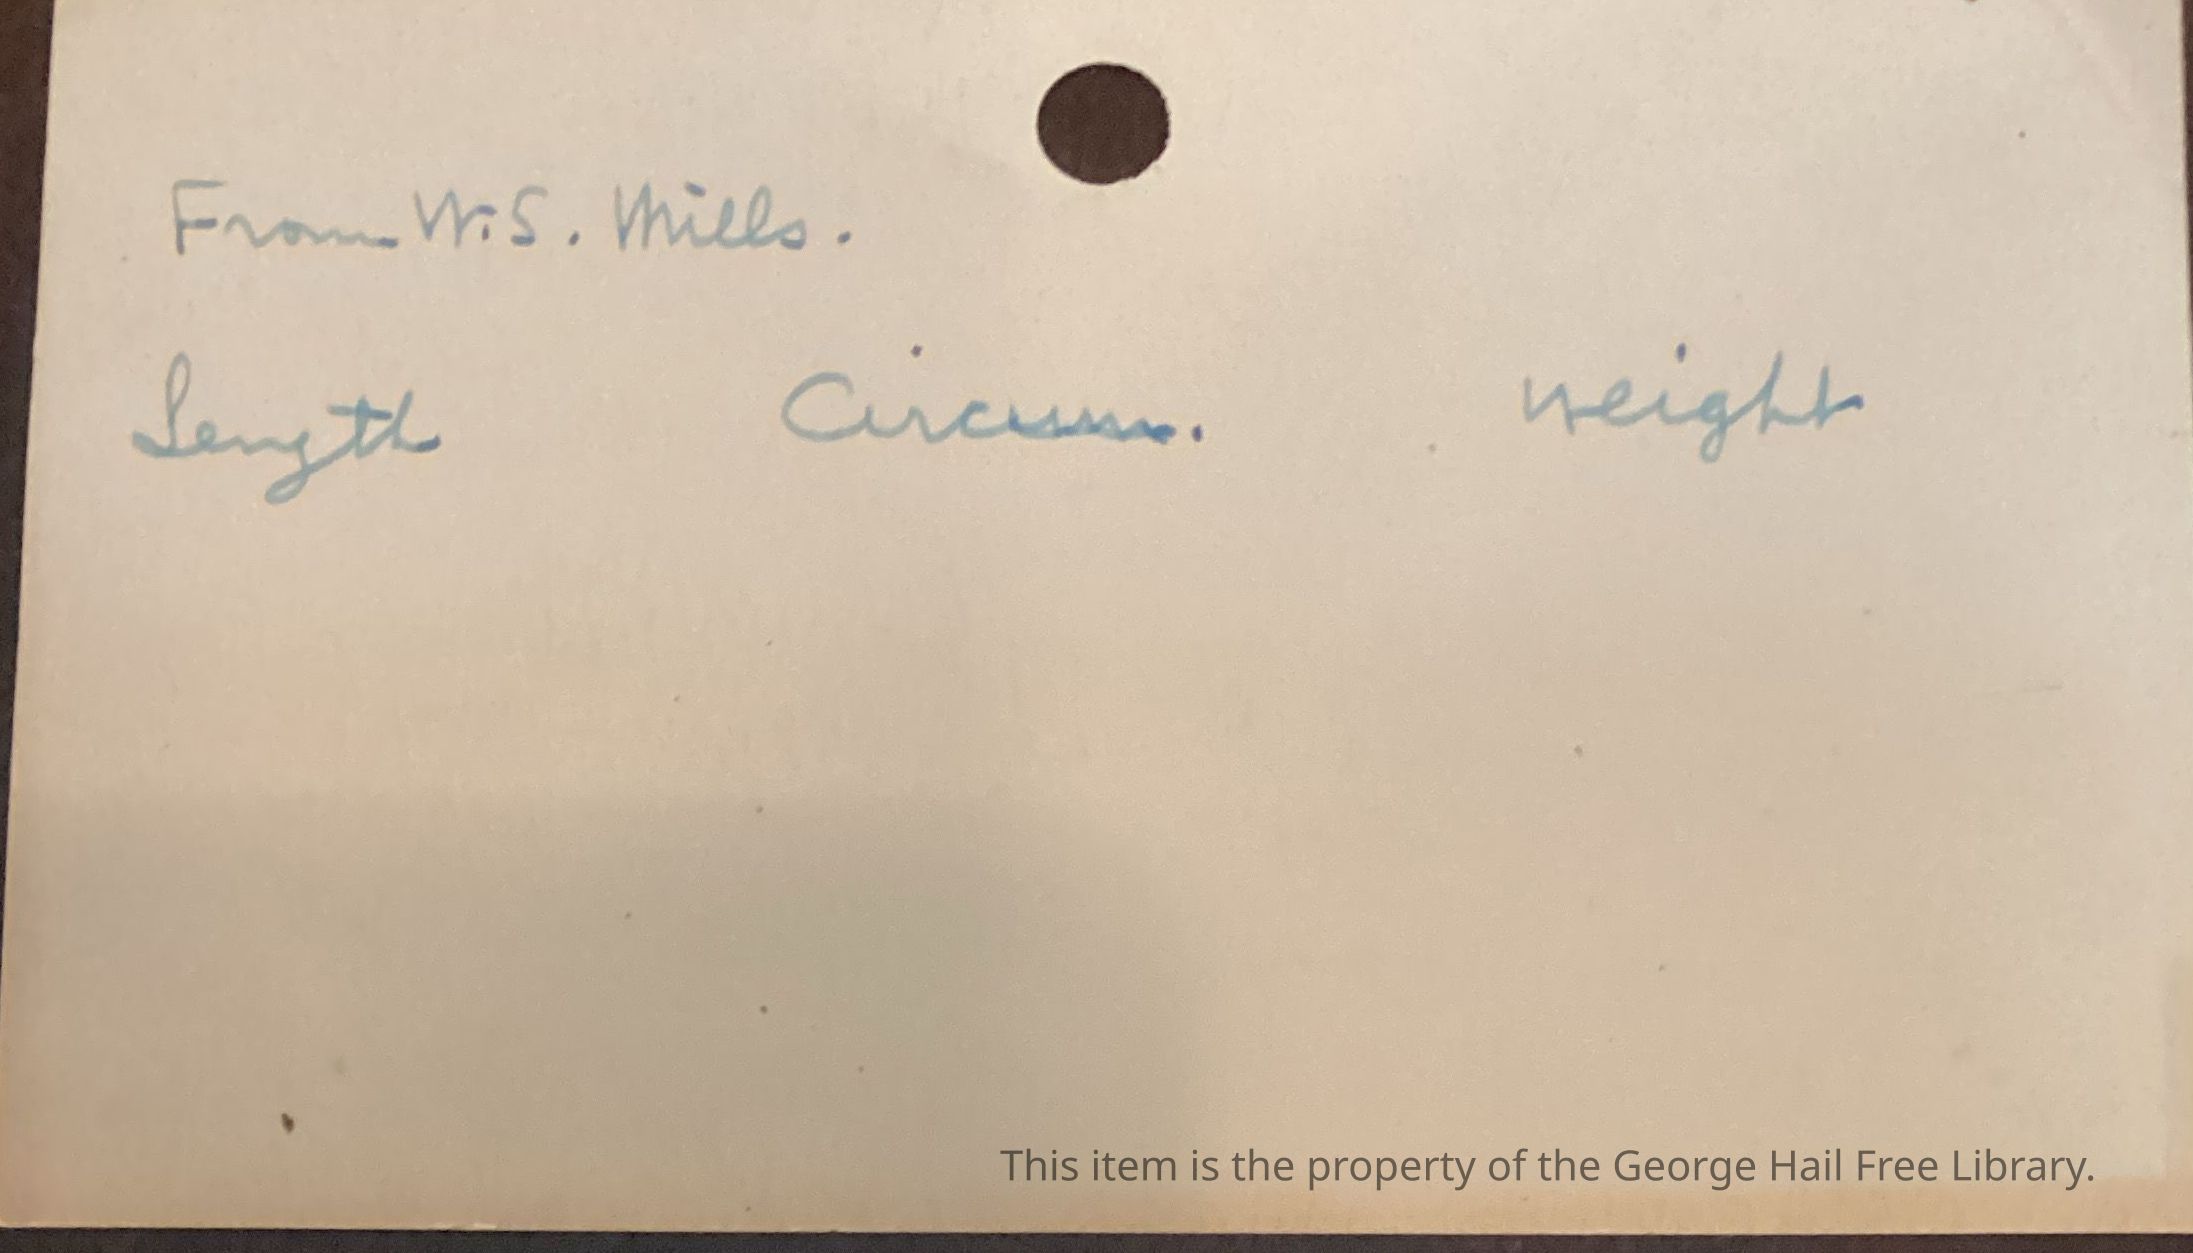 From W.S. Mills.
Length Circum. weight
This item is the property of the George Hail Free Library.